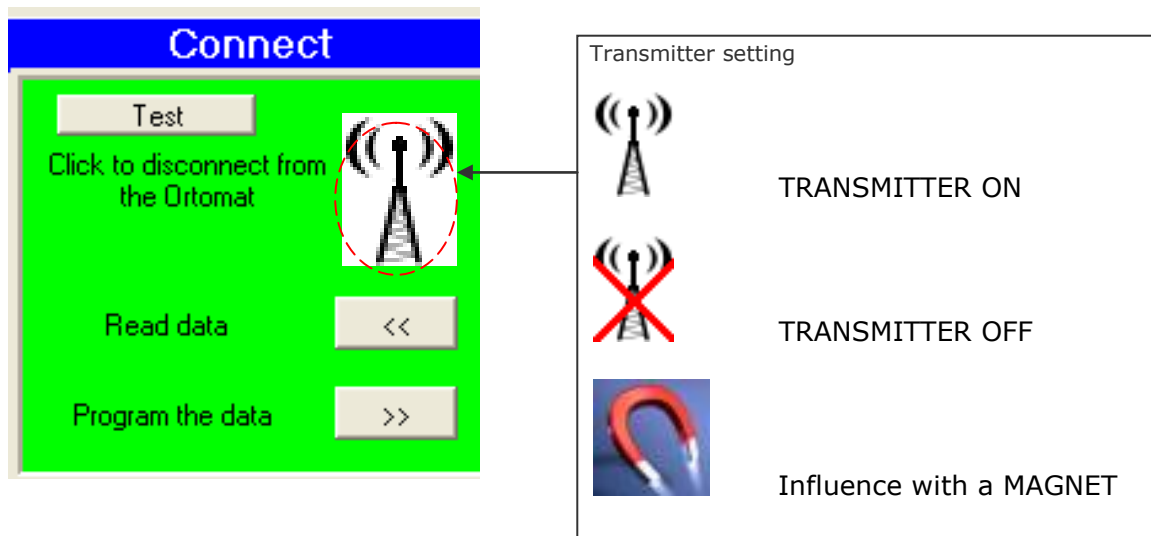 Connect
Test
Click to disconnect from
the Ortomat
Read data
<<
Program the data
>>
Transmitter setting
TRANSMITTER ON
TRANSMITTER OFF
Influence with a MAGNET